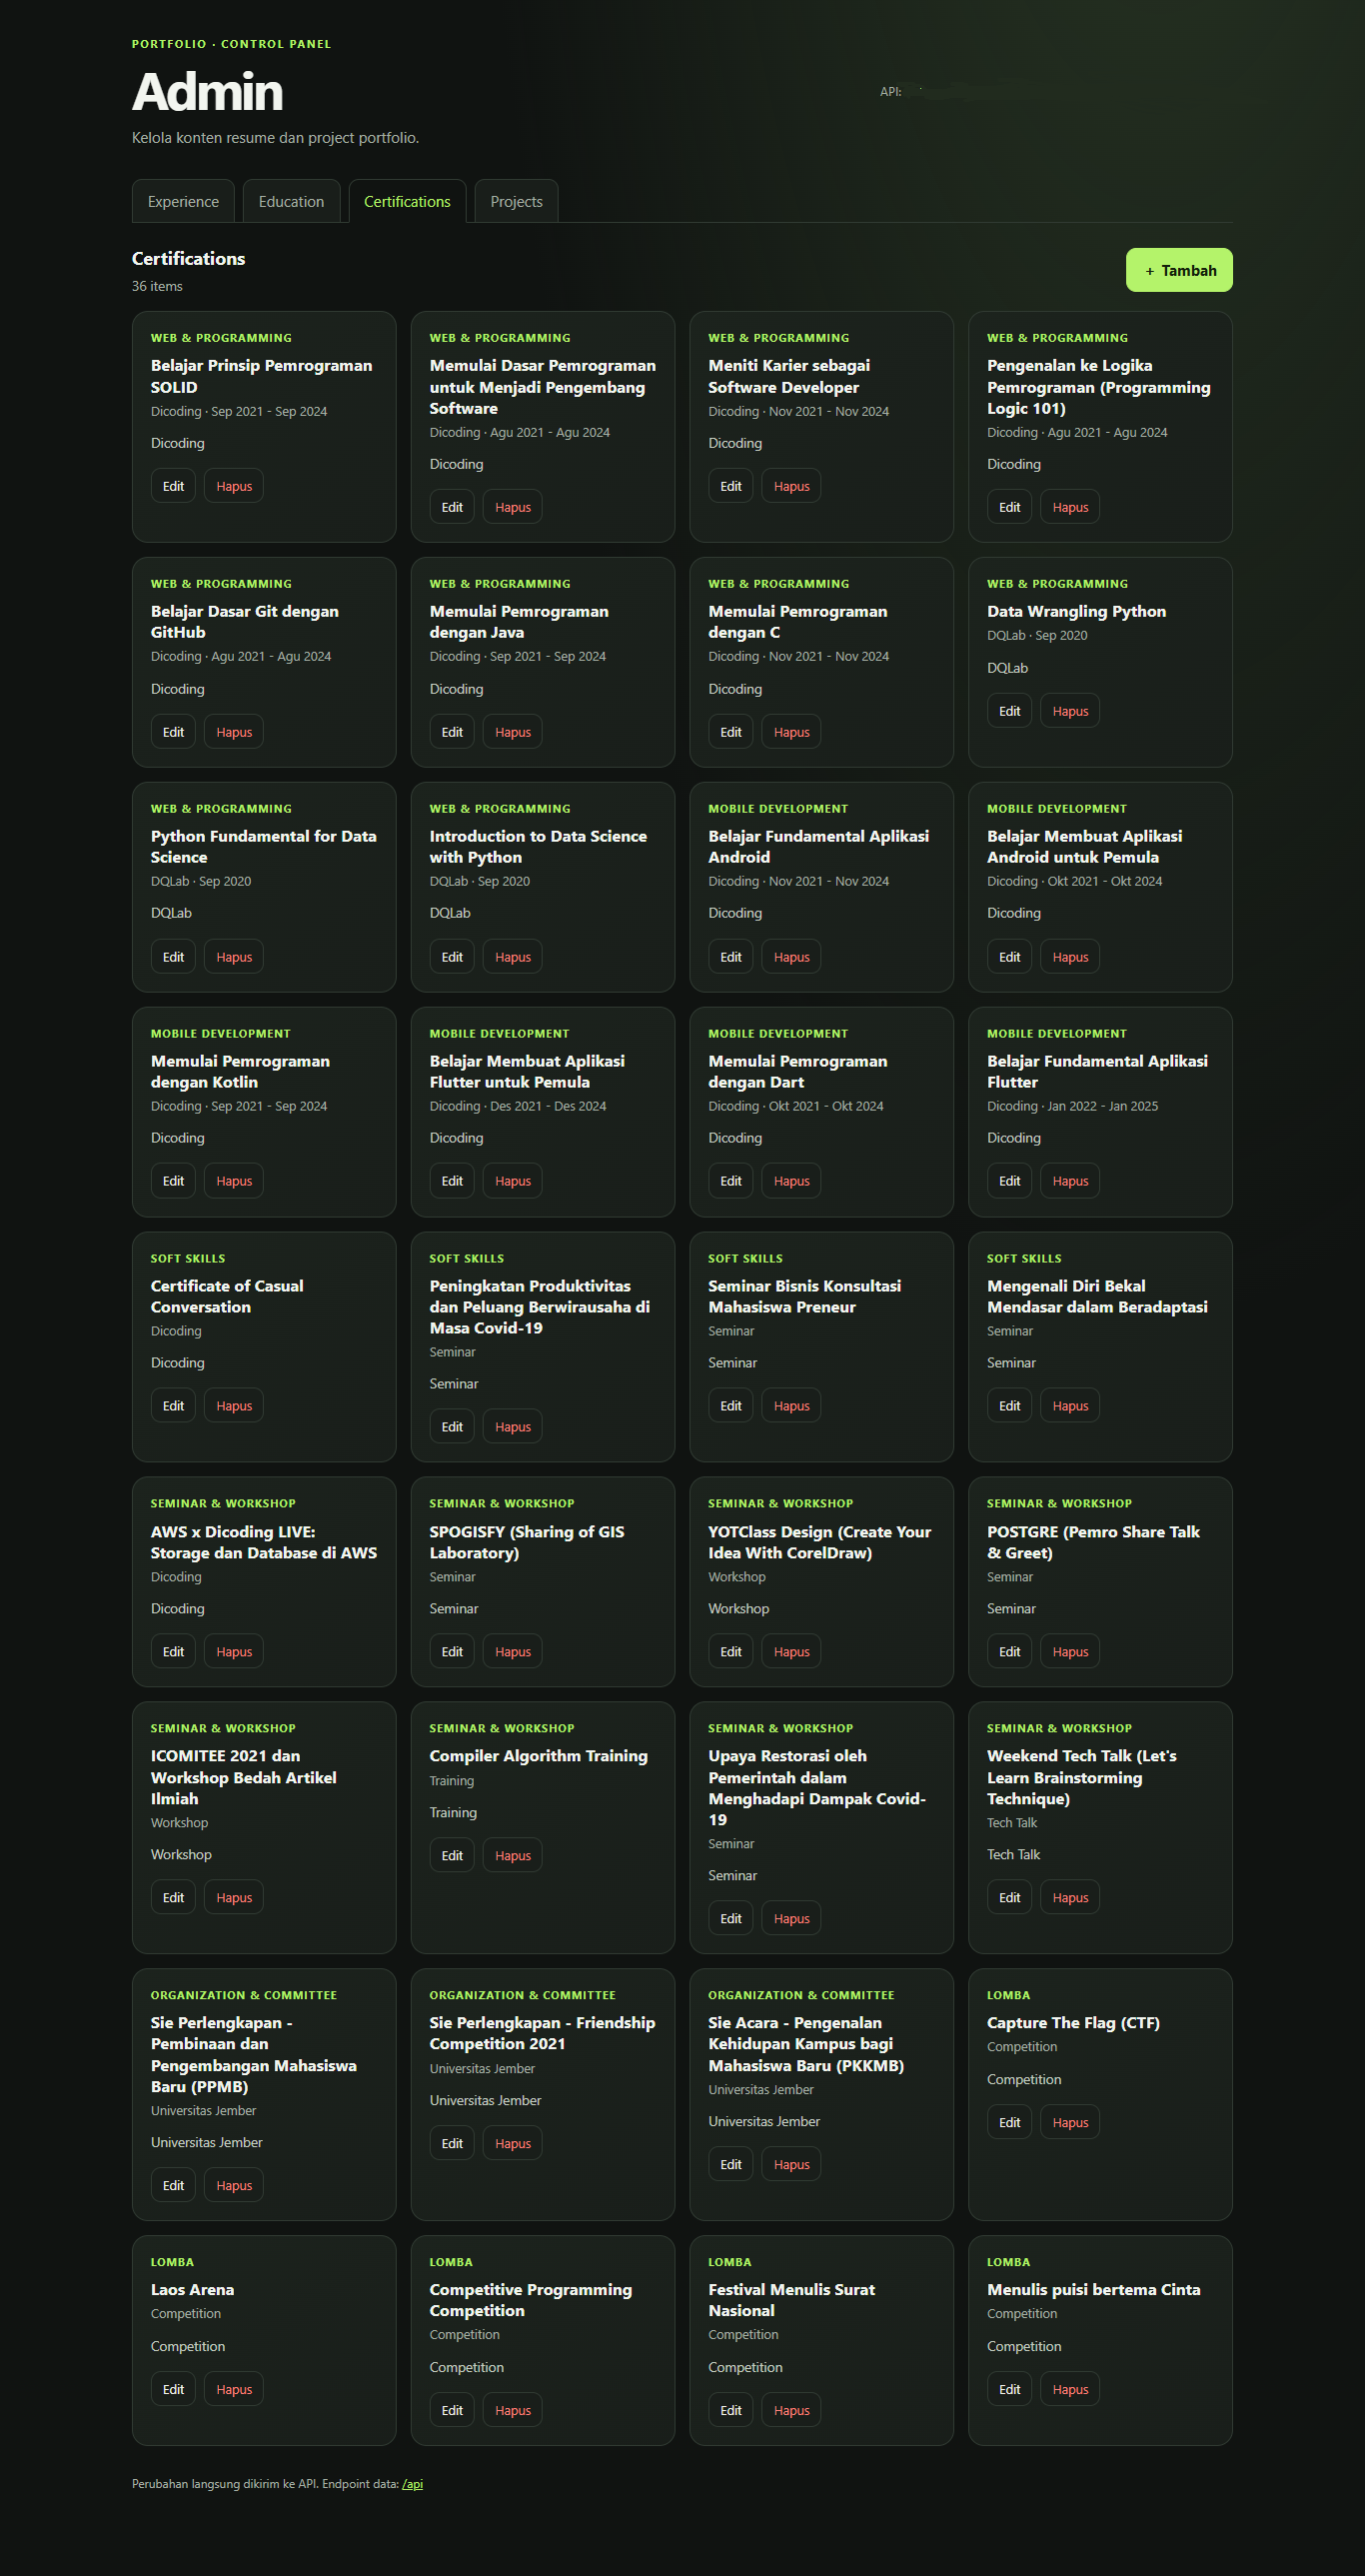 PORTFOLIO · CONTROL PANEL
Admin
API:
Kelola konten resume dan project portfolio.
Experience
Education
Certifications
Projects
Certifications
36 items
+ Tambah
WEB & PROGRAMMING
Belajar Prinsip Pemrograman
SOLID
Dicoding · Sep 2021 - Sep 2024
Dicoding
Edit
Hapus
WEB & PROGRAMMING
Memulai Dasar Pemrograman
untuk Menjadi Pengembang
Software
Dicoding · Agu 2021 - Agu 2024
Dicoding
Edit
Hapus
WEB & PROGRAMMING
Meniti Karier sebagai
Software Developer
Dicoding · Nov 2021 - Nov 2024
Dicoding
Edit
Hapus
WEB & PROGRAMMING
Pengenalan ke Logika
Pemrograman (Programming
Logic 101)
Dicoding · Agu 2021 - Agu 2024
Dicoding
Edit
Hapus
WEB & PROGRAMMING
Belajar Dasar Git dengan
GitHub
Dicoding · Agu 2021 - Agu 2024
Dicoding
Edit
Hapus
WEB & PROGRAMMING
Memulai Pemrograman
dengan Java
Dicoding · Sep 2021 - Sep 2024
Dicoding
Edit
Hapus
WEB & PROGRAMMING
Memulai Pemrograman
dengan C
Dicoding · Nov 2021 - Nov 2024
Dicoding
Edit
Hapus
WEB & PROGRAMMING
Data Wrangling Python
DQLab · Sep 2020
DQLab
Edit
Hapus
WEB & PROGRAMMING
Python Fundamental for Data
Science
DQLab · Sep 2020
DQLab
Edit
Hapus
WEB & PROGRAMMING
Introduction to Data Science
with Python
DQLab · Sep 2020
DQLab
Edit
Hapus
MOBILE DEVELOPMENT
Belajar Fundamental Aplikasi
Android
Dicoding · Nov 2021 - Nov 2024
Dicoding
Edit
Hapus
MOBILE DEVELOPMENT
Belajar Membuat Aplikasi
Android untuk Pemula
Dicoding · Okt 2021 - Okt 2024
Dicoding
Edit
Hapus
MOBILE DEVELOPMENT
Memulai Pemrograman
dengan Kotlin
Dicoding · Sep 2021 - Sep 2024
Dicoding
Edit
Hapus
MOBILE DEVELOPMENT
Belajar Membuat Aplikasi
Flutter untuk Pemula
Dicoding · Des 2021 - Des 2024
Dicoding
Edit
Hapus
MOBILE DEVELOPMENT
Memulai Pemrograman
dengan Dart
Dicoding · Okt 2021 - Okt 2024
Dicoding
Edit
Hapus
MOBILE DEVELOPMENT
Belajar Fundamental Aplikasi
Flutter
Dicoding · Jan 2022 - Jan 2025
Dicoding
Edit
Hapus
SOFT SKILLS
Certificate of Casual
Conversation
Dicoding
Dicoding
Edit
Hapus
SOFT SKILLS
Peningkatan Produktivitas
dan Peluang Berwirausaha di
Masa Covid-19
Seminar
Seminar
Edit
Hapus
SOFT SKILLS
Seminar Bisnis Konsultasi
Mahasiswa Preneur
Seminar
Seminar
Edit
Hapus
SOFT SKILLS
Mengenali Diri Bekal
Mendasar dalam Beradaptasi
Seminar
Seminar
Edit
Hapus
SEMINAR & WORKSHOP
AWS x Dicoding LIVE:
Storage dan Database di AWS
Dicoding
Dicoding
Edit
Hapus
SEMINAR & WORKSHOP
SPOGISFY (Sharing of GIS
Laboratory)
Seminar
Seminar
Edit
Hapus
SEMINAR & WORKSHOP
YOTClass Design (Create Your
Idea With CorelDraw)
Workshop
Workshop
Edit
Hapus
SEMINAR & WORKSHOP
POSTGRE (Pemro Share Talk
& Greet)
Seminar
Seminar
Edit
Hapus
SEMINAR & WORKSHOP
ICOMITEE 2021 dan
Workshop Bedah Artikel
Ilmiah
Workshop
Workshop
Edit
Hapus
SEMINAR & WORKSHOP
Compiler Algorithm Training
Training
Training
Edit
Hapus
SEMINAR & WORKSHOP
Upaya Restorasi oleh
Pemerintah dalam
Menghadapi Dampak Covid-
19
Seminar
Seminar
Edit
Hapus
SEMINAR & WORKSHOP
Weekend Tech Talk (Let's
Learn Brainstorming
Technique)
Tech Talk
Tech Talk
Edit
Hapus
ORGANIZATION & COMMITTEE
Sie Perlengkapan -
Pembinaan dan
Pengembangan Mahasiswa
Baru (PPMB)
Universitas Jember
Universitas Jember
Edit
Hapus
ORGANIZATION & COMMITTEE
Sie Perlengkapan - Friendship
Competition 2021
Universitas Jember
Universitas Jember
Edit
Hapus
ORGANIZATION & COMMITTEE
Sie Acara - Pengenalan
Kehidupan Kampus bagi
Mahasiswa Baru (PKKMB)
Universitas Jember
Universitas Jember
Edit
Hapus
LOMBA
Capture The Flag (CTF)
Competition
Competition
Edit
Hapus
LOMBA
Laos Arena
Competition
Competition
Edit
Hapus
LOMBA
Competitive Programming
Competition
Competition
Competition
Edit
Hapus
LOMBA
Festival Menulis Surat
Nasional
Competition
Competition
Edit
Hapus
LOMBA
Menulis puisi bertema Cinta
Competition
Competition
Edit
Hapus
Perubahan langsung dikirim ke API. Endpoint data: /api